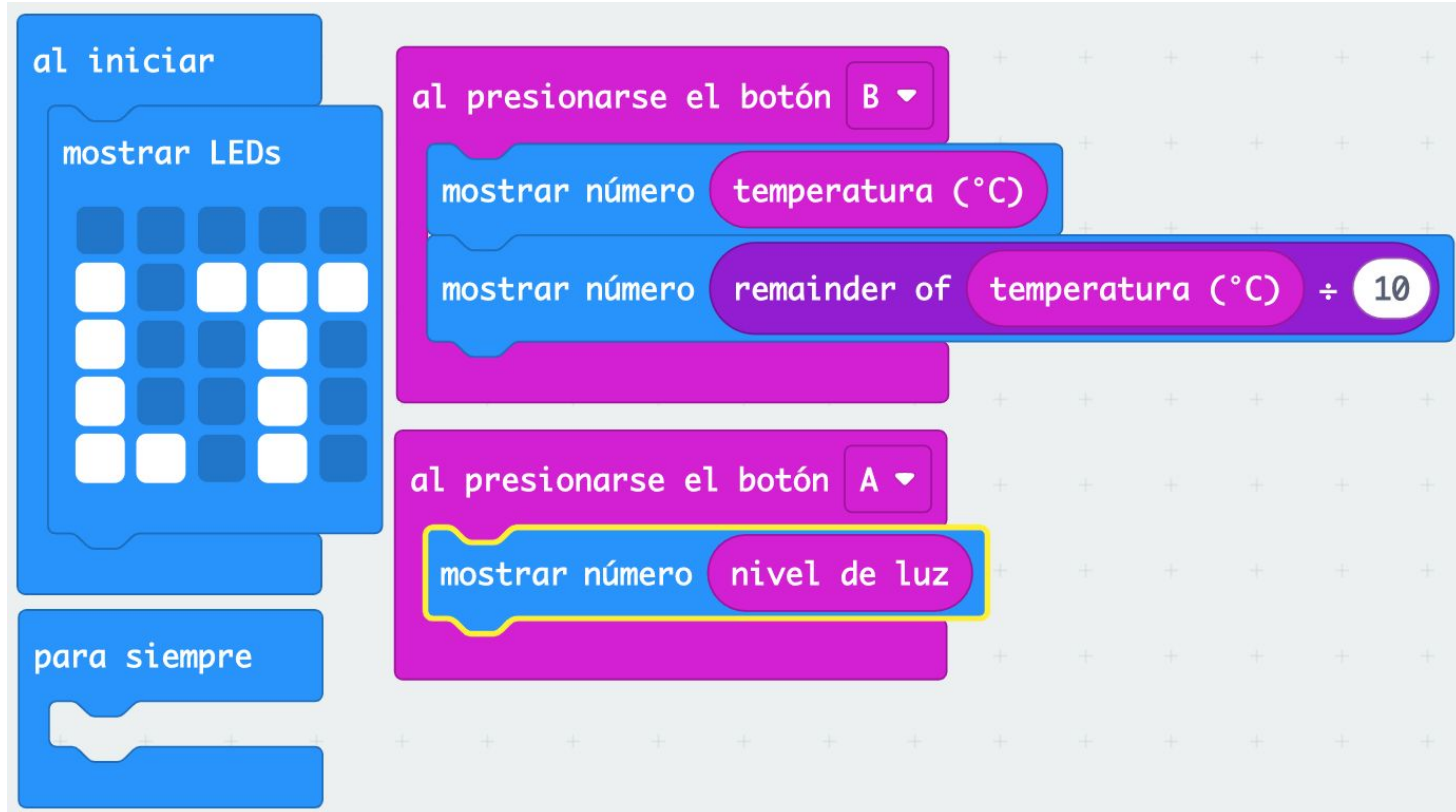 al iniciar
mostrar LEDs
para siempre
al presionarse el botón B
mostrar número temperatura (°C)
mostrar número remainder of temperatura (°C) ÷ 10
al presionarse el botón A
mostrar número nivel de luz